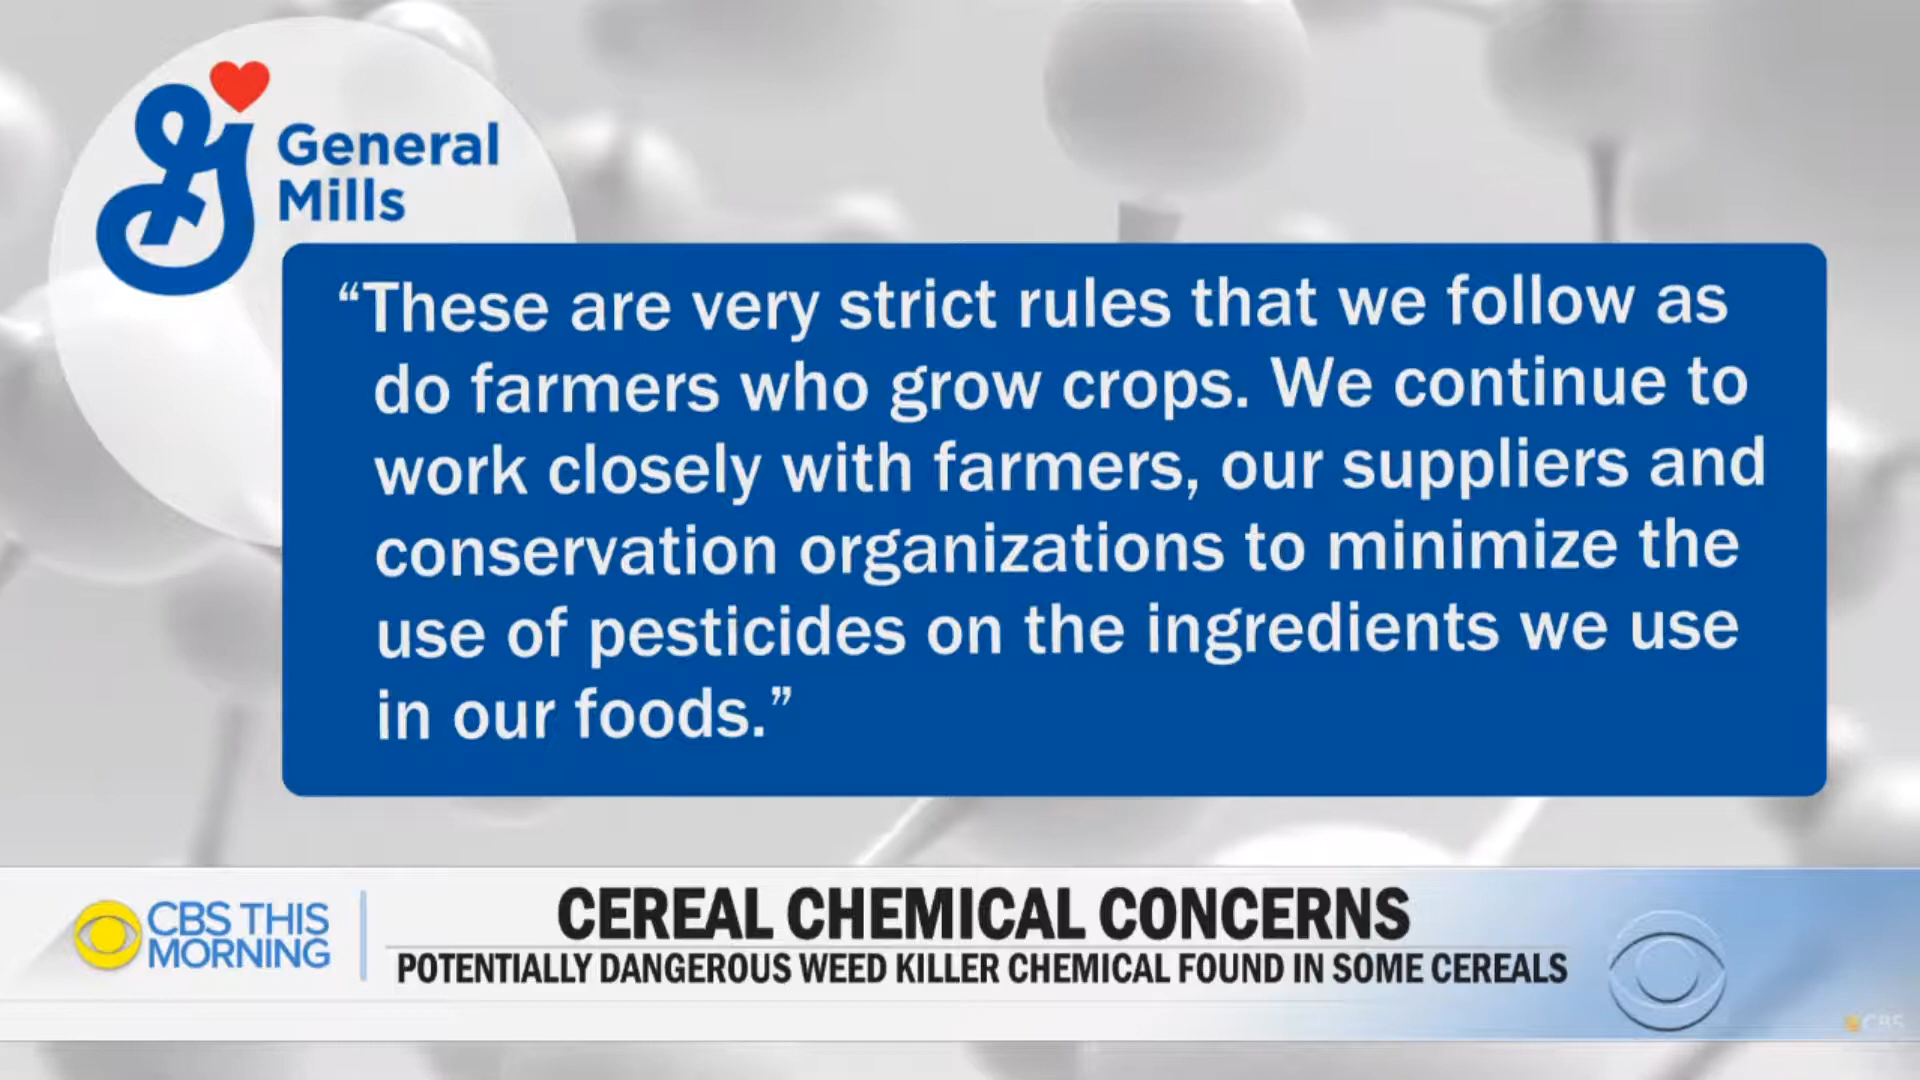 General
Mills
“These are very strict rules that we follow as
do farmers who grow crops. We continue to
work closely with farmers, our suppliers and
conservation organizations to minimize the
use of pesticides on the ingredients we use
in our foods.”
CBS THIS
MORNING
CEREAL CHEMICAL CONCERNS
POTENTIALLY DANGEROUS WEED KILLER CHEMICAL FOUND IN SOME CEREALS
CBS